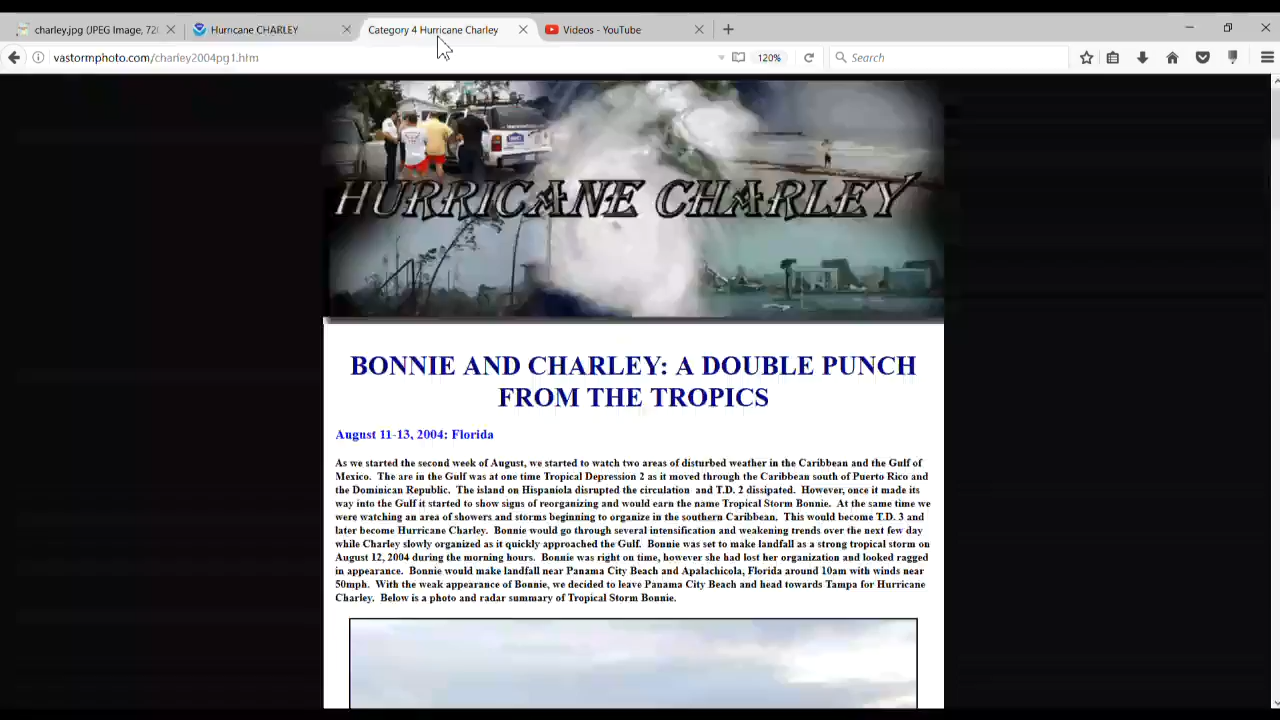 charley.jpg (JPEG Image, 72
Hurricane CHARLEY
Category 4 Hurricane Charley
Videos - YouTube
vastormphoto.com/charley2004pg1.htm
120%
Search
HURRICANE CHARLEY
BONNIE AND CHARLEY: A DOUBLE PUNCH
FROM THE TROPICS
August 11-13, 2004: Florida
As we started the second week of August, we started to watch two areas of disturbed weather in the Caribbean and the Gulf of
Mexico. The are in the Gulf was at one time Tropical Depression 2 as it moved through the Caribbean south of Puerto Rico and
the Dominican Republic. The island on Hispaniola disrupted the circulation and T.D. 2 dissipated. However, once it made its
way into the Gulf it started to show signs of reorganizing and would earn the name Tropical Storm Bonnie. At the same time we
were watching an area of showers and storms beginning to organize in the southern Caribbean. This would become T.D. 3 and
later become Hurricane Charley. Bonnie would go through several intensification and weakening trends over the next few day
while Charley slowly organized as it quickly approached the Gulf. Bonnie was set to make landfall as a strong tropical storm on
August 12, 2004 during the morning hours. Bonnie was right on time, however she had lost her organization and looked ragged
in appearance. Bonnie would make landfall near Panama City Beach and Apalachicola, Florida around 10am with winds near
50mph. With the weak appearance of Bonnie, we decided to leave Panama City Beach and head towards Tampa for Hurricane
Charley. Below is a photo and radar summary of Tropical Storm Bonnie.